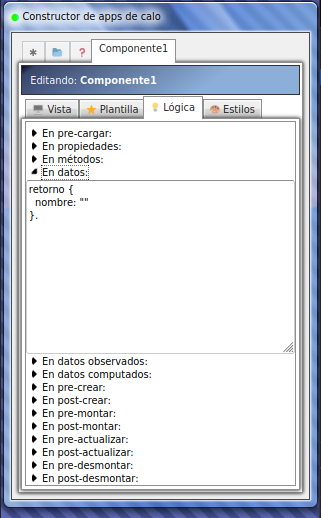 Constructor de apps de calo
* ? Componente1
Editando: Componente1
Vista Plantilla Lógica Estilos
En pre-cargar:
En propiedades:
En métodos:
En datos:
retorno {
nombre: ""
}.
En datos observados:
En datos computados:
En pre-crear:
En post-crear:
En pre-montar:
En post-montar:
En pre-actualizar:
En post-actualizar:
En pre-desmontar:
En post-desmontar: